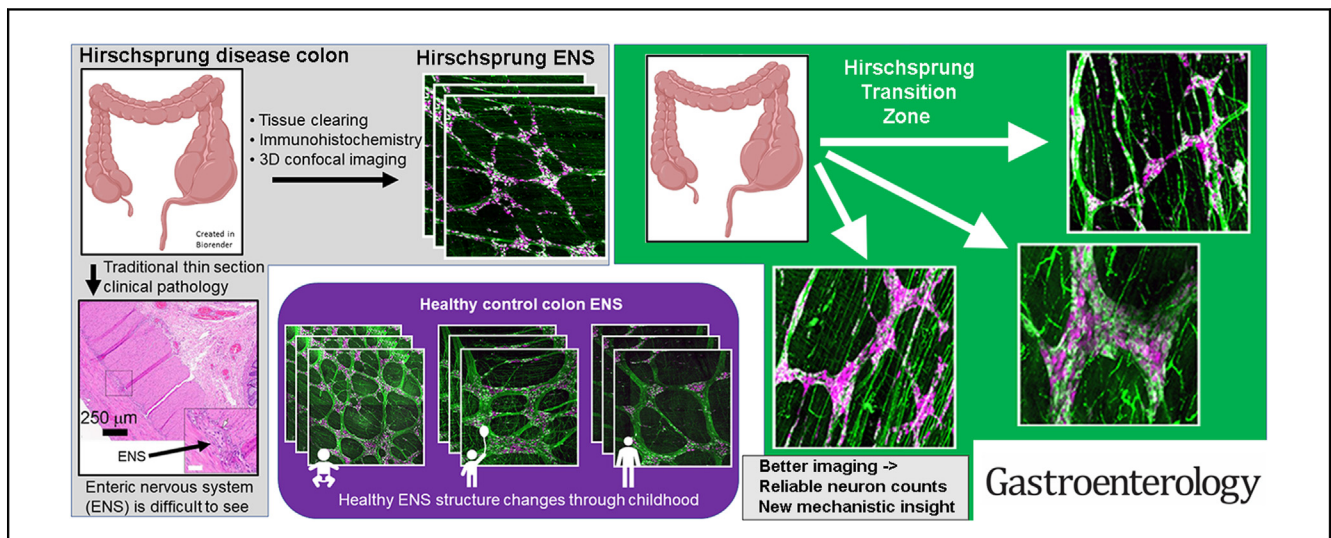 Hirschsprung disease colon
Created in
Biorender
• Tissue clearing
• Immunohistochemistry
• 3D confocal imaging
Hirschsprung ENS
Traditional thin section
clinical pathology
250 µm
ENS
Enteric nervous system
(ENS) is difficult to see
Healthy control colon ENS
Healthy ENS structure changes through childhood
Hirschsprung
Transition
Zone
Better imaging ->
Reliable neuron counts
New mechanistic insight
Gastroenterology